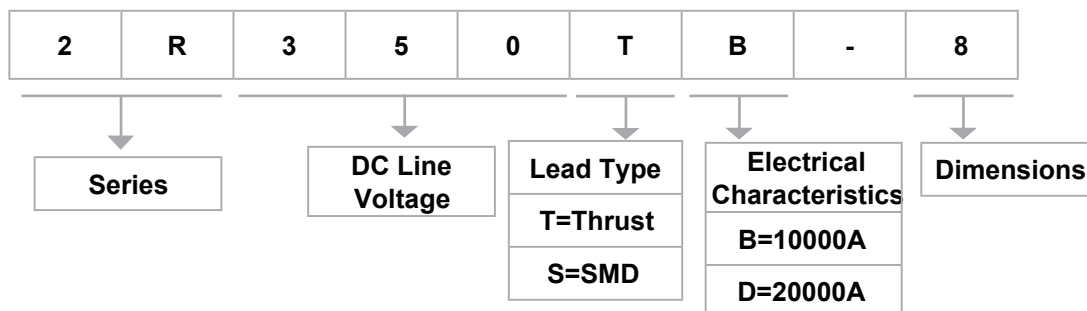 2 R 3 5 0 T B - 8
Series
DC Line
Voltage
Lead Type
T=Thrust
S=SMD
Electrical
Characteristics
B=10000A
D=20000A
Dimensions